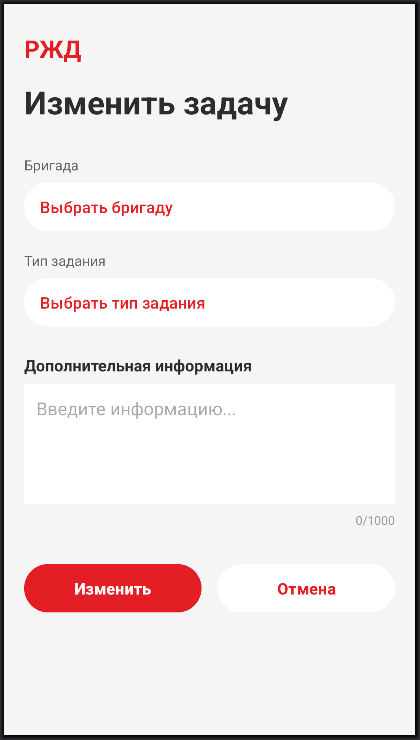 РЖД
Изменить задачу
Бригада
Выбрать бригаду
Тип задания
Выбрать тип задания
Дополнительная информация
Введите информацию...
0/1000
Изменить
Отмена